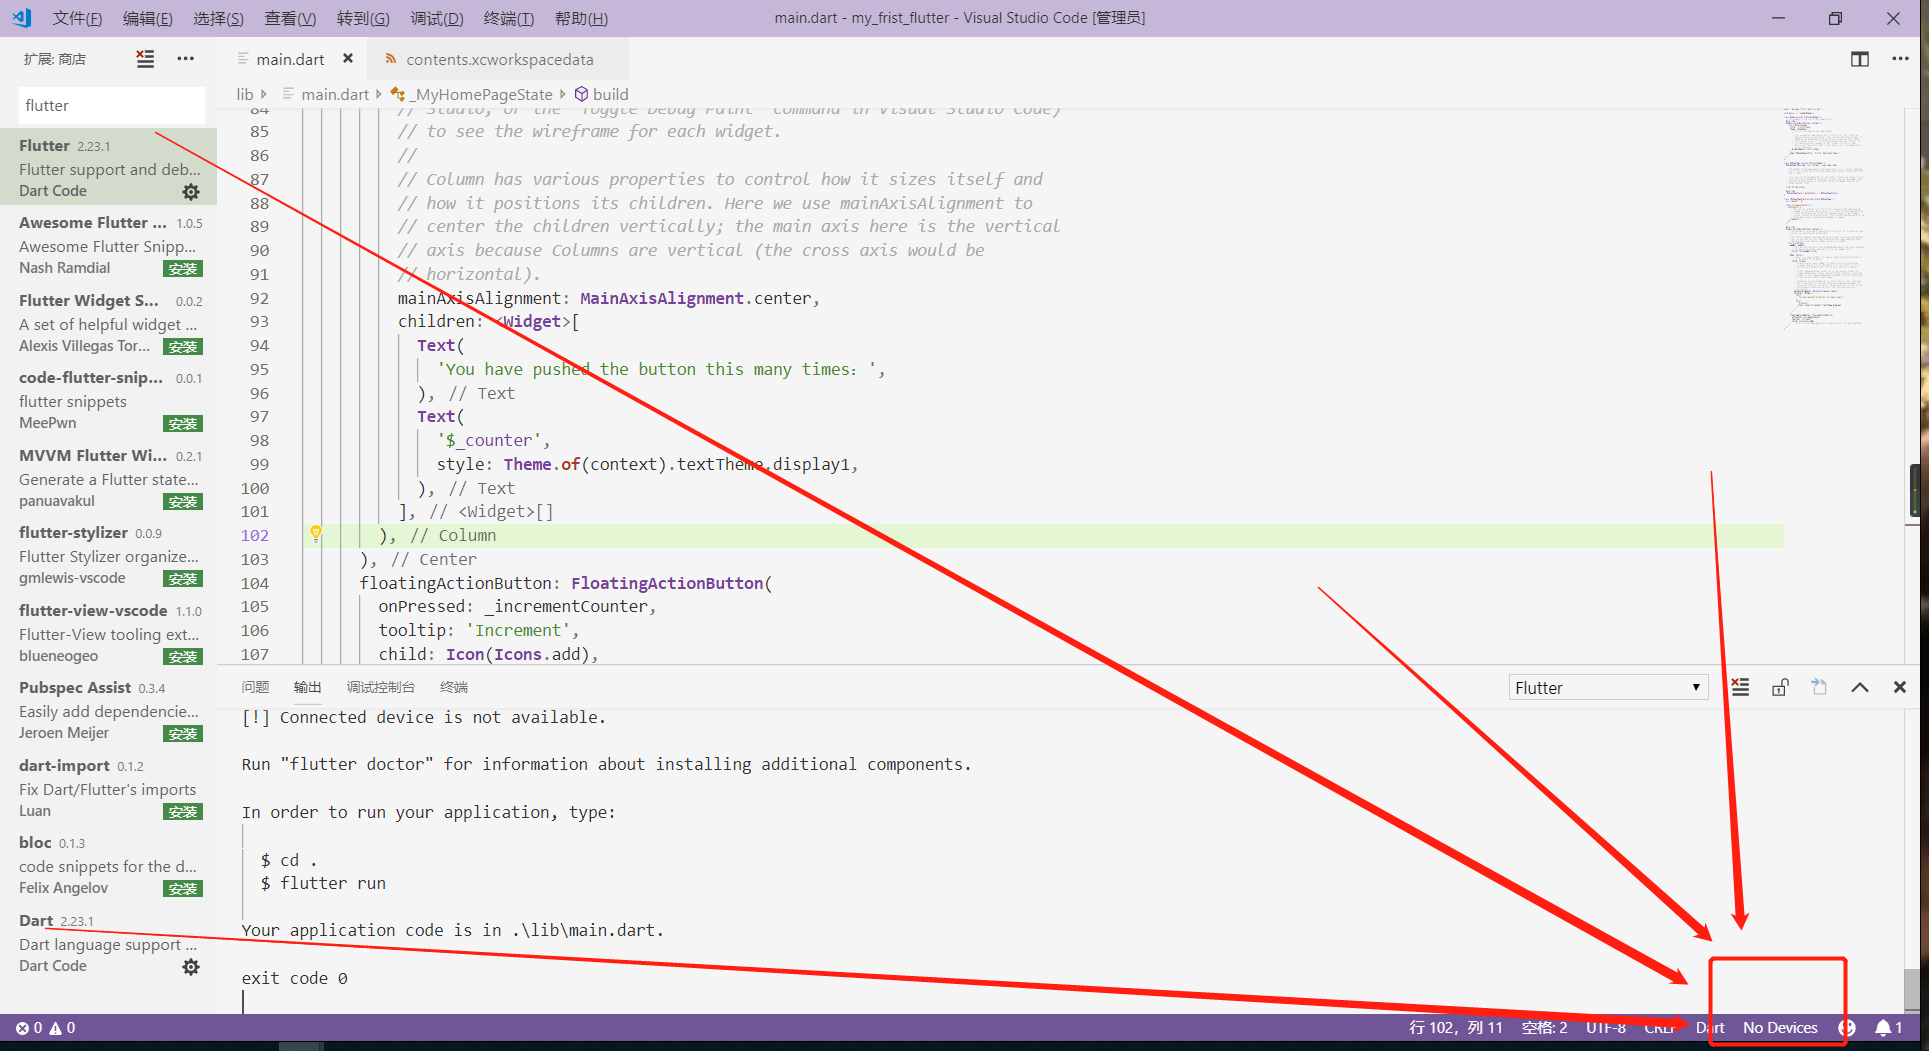 文件(F) 编辑(E) 选择(S) 查看(V) 转到(G) 调试(D) 终端(T) 帮助(H) main.dart - my_frist_flutter - Visual Studio Code [管理员]
扩展: 商店
main.dart contents.xcworkspacedata
lib main.dart _MyHomePageState build
flutter
Flutter 2.23.1
Flutter support and deb...
Dart Code
Awesome Flutter ... 1.0.5
Awesome Flutter Snipp...
Nash Ramdial 安装
Flutter Widget S... 0.0.2
A set of helpful widget ...
Alexis Villegas Tor... 安装
code-flutter-snip... 0.0.1
flutter snippets
MeePwn 安装
MVVM Flutter Wi... 0.2.1
Generate a Flutter state...
panuavakul 安装
flutter-stylizer 0.0.9
Flutter Stylizer organize...
gmlewis-vscode 安装
flutter-view-vscode 1.1.0
Flutter-View tooling ext...
blueneogeo 安装
Pubspec Assist 0.3.4
Easily add dependencie...
Jeroen Meijer 安装
dart-import 0.1.2
Fix Dart/Flutter's imports
Luan 安装
bloc 0.1.3
code snippets for the d...
Felix Angelov 安装
Dart 2.23.1
Dart language support ...
Dart Code
84 // Studio, or the "Toggle Debug Paint" command in Visual Studio Code)
85 // to see the wireframe for each widget.
86 //
87 // Column has various properties to control how it sizes itself and
88 // how it positions its children. Here we use mainAxisAlignment to
89 // center the children vertically; the main axis here is the vertical
90 // axis because Columns are vertical (the cross axis would be
91 // horizontal).
92 mainAxisAlignment: MainAxisAlignment.center,
93 children: <Widget>[
94 Text(
95 'You have pushed the button this many times: ',
96 ), // Text
97 Text(
98 '$_counter',
99 style: Theme.of(context).textTheme.display1,
100 ), // Text
101 ], // <Widget>[]
102 ), // Column
103 ), // Center
104 floatingActionButton: FloatingActionButton(
105 onPressed: _incrementCounter,
106 tooltip: 'Increment',
107 child: Icon(Icons.add),
问题 输出 调试控制台 终端 Flutter
[!] Connected device is not available.
Run "flutter doctor" for information about installing additional components.
In order to run your application, type:
$ cd .
$ flutter run
Your application code is in .\lib\main.dart.
exit code 0
0 0 行 102，列 11 空格: 2 UTF-8 CRLF Dart No Devices 1